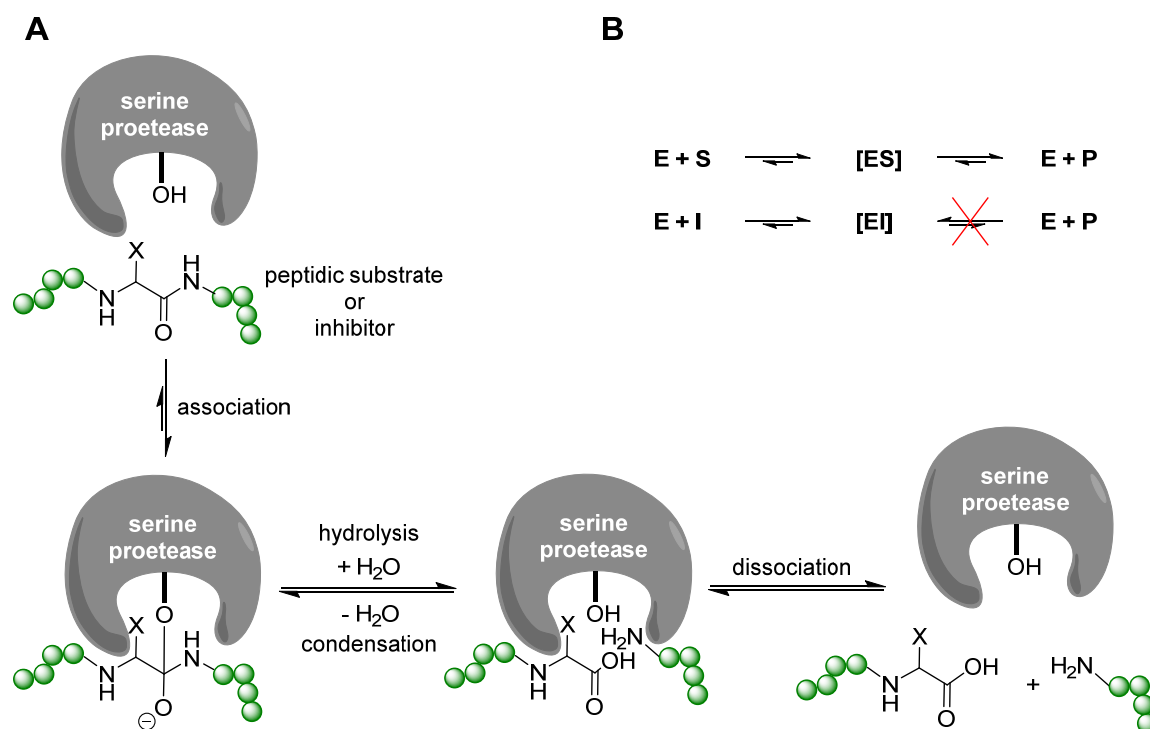 A
B
serine
proetease
OH
X
N
H
O
H
N
peptidic substrate
or
inhibitor
E + S [ES] E + P
E + I [EI] E + P
association
serine
proetease
O
X
N
H
H
N
O
−
hydrolysis
+ H2O
- H2O
condensation
serine
proetease
OH
X
N
H
OH
O
H2N
dissociation
serine
proetease
OH
X
N
H
OH
O
+
H2N